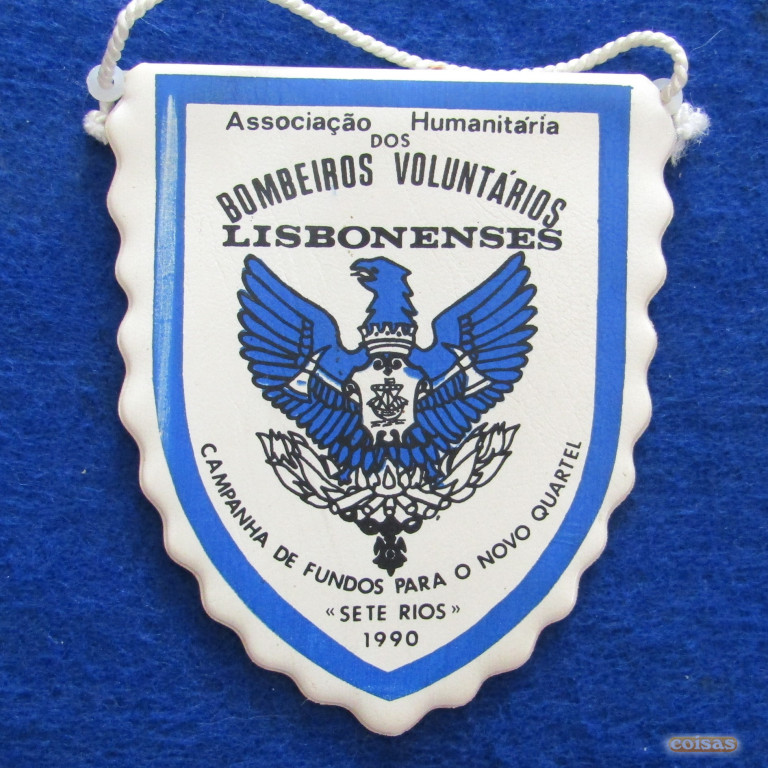 Associação Humanitária
DOS
BOMBEIROS VOLUNTÁRIOS
LISBONENSES
CAMPANHA DE FUNDOS PARA O NOVO QUARTEL
«SETE RIOS»
1990
coisas